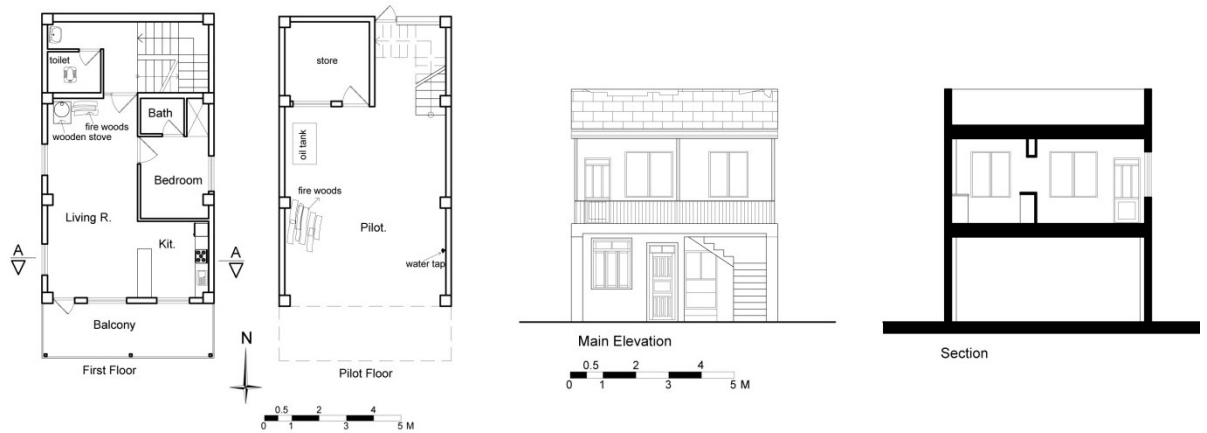 toilet
fire woods
wooden stove
Bath
Bedroom
Living R.
Kit.
A
A
Balcony
First Floor
store
oil tank
fire woods
Pilot.
water tap
Pilot Floor
N
0.5 2 4
0 1 3 5 M
Main Elevation
0.5 2 4
0 1 3 5 M
Section